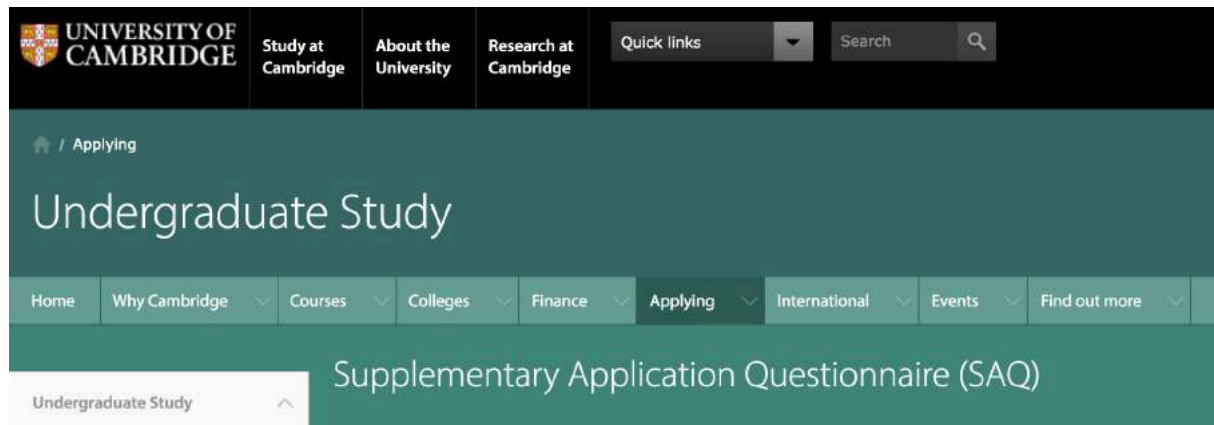 UNIVERSITY OF
CAMBRIDGE
Study at
Cambridge
About the
University
Research at
Cambridge
Quick links
Search
/ Applying
Undergraduate Study
Home Why Cambridge Courses Colleges Finance Applying International Events Find out more
Supplementary Application Questionnaire (SAQ)
Undergraduate Study